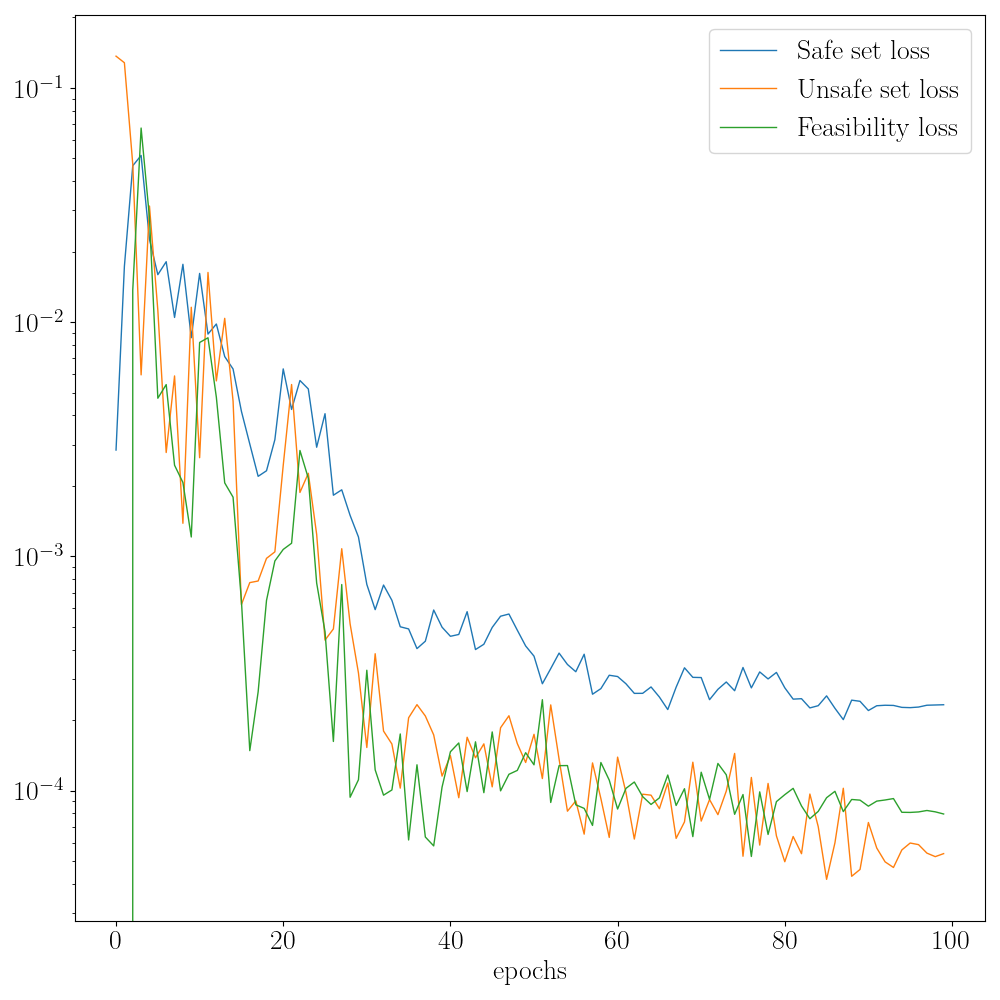 Safe set loss
Unsafe set loss
Feasibility loss
10⁻¹
10⁻²
10⁻³
10⁻⁴
0 20 40 60 80 100
epochs